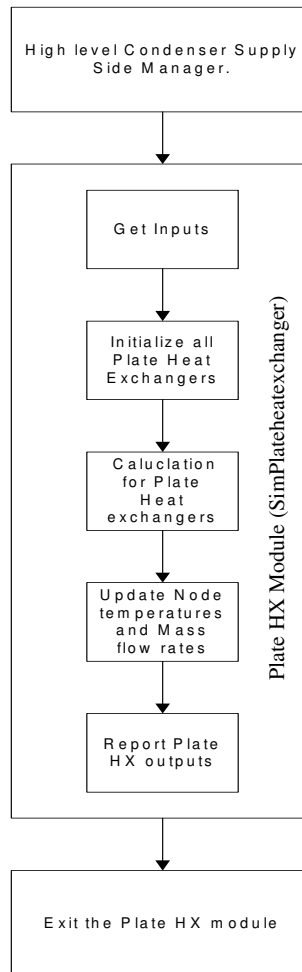 High level Condenser Supply
Side Manager.
Get Inputs
Initialize all
Plate Heat
Exchangers
Caluclation
for Plate
Heat
exchangers
Update Node
temperatures
and Mass
flow rates
Report Plate
HX outputs
Plate HX Module (SimPlateheatexchanger)
Exit the Plate HX module